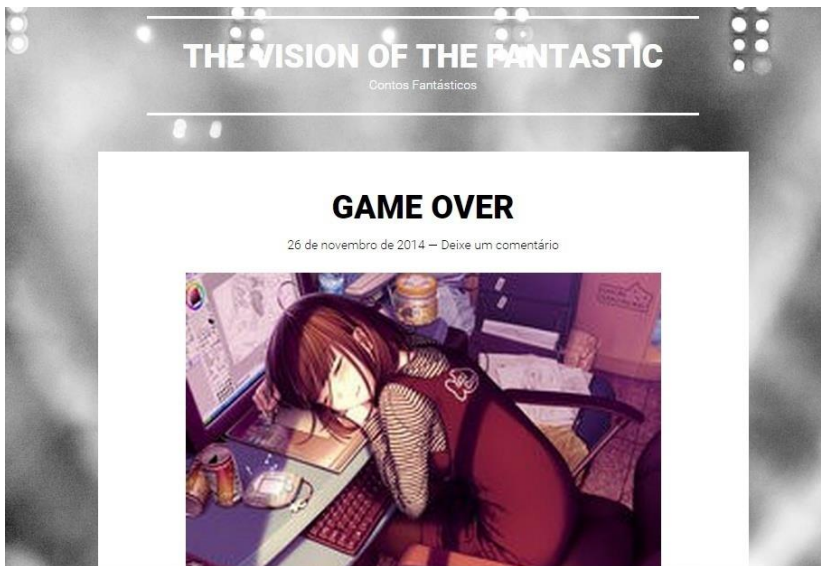 THE VISION OF THE FANTASTIC
Contos Fantásticos
GAME OVER
26 de novembro de 2014 — Deixe um comentário